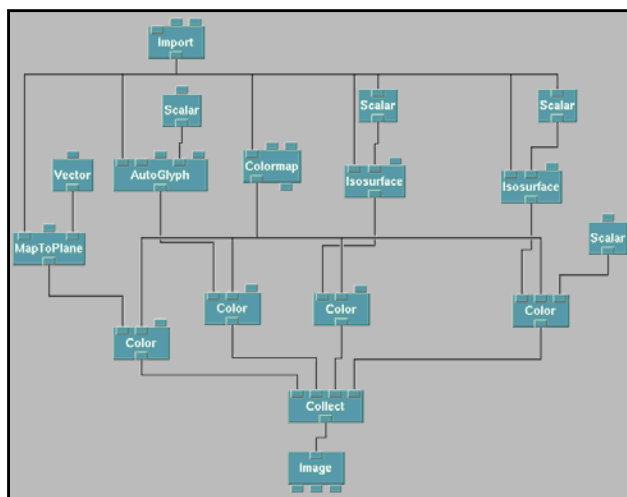 Import
Scalar
Scalar
Scalar
Vector
AutoGlyph
Colormap
Isosurface
Isosurface
MapToPlane
Scalar
Color
Color
Color
Color
Collect
Image